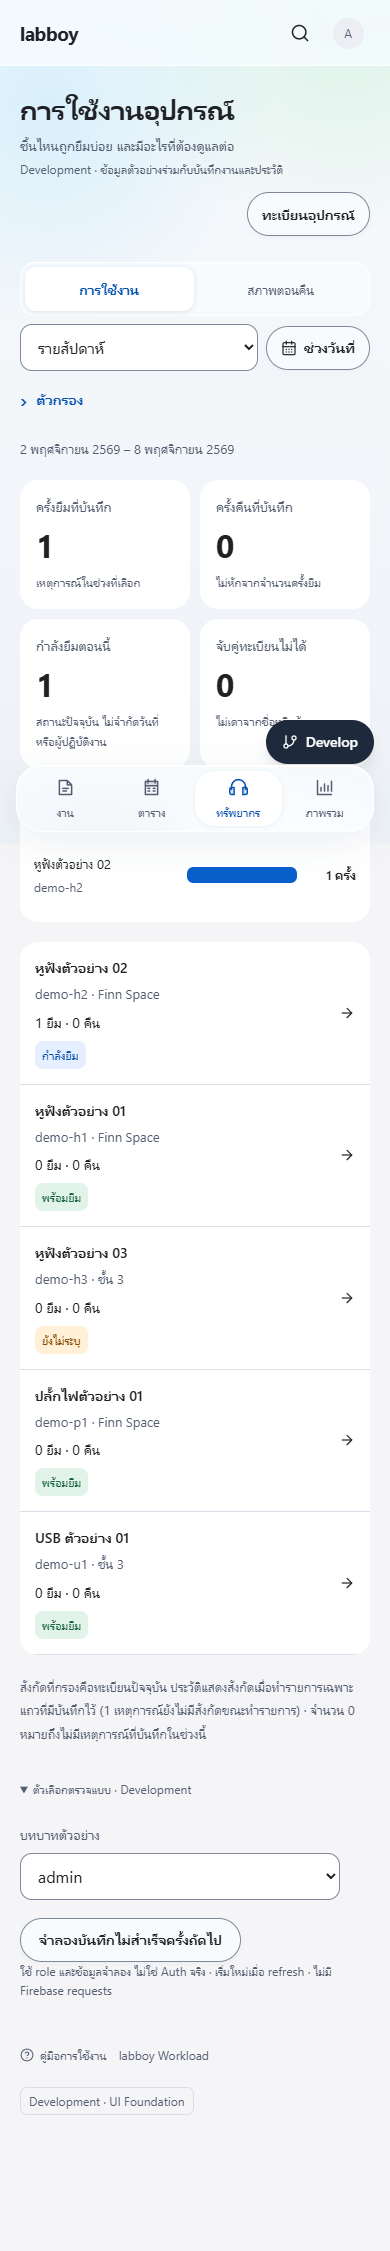 labboy
A
การใช้งานอุปกรณ์
ชิ้นไหนถูกยืมบ่อย และมีอะไรที่ต้องดูแลต่อ
Development · ข้อมูลตัวอย่างร่วมกับบันทึกงานและประวัติ
ทะเบียนอุปกรณ์
การใช้งาน
สภาพตอนคืน
รายสัปดาห์
ช่วงวันที่
› ตัวกรอง
2 พฤศจิกายน 2569 – 8 พฤศจิกายน 2569
ครั้งยืมที่บันทึก
1
เหตุการณ์ในช่วงที่เลือก
ครั้งคืนที่บันทึก
0
ไม่หักจากจำนวนครั้งยืม
กำลังยืมตอนนี้
1
สถานะปัจจุบัน ไม่จำกัดวันที่
หรือผู้ปฏิบัติงาน
จับคู่ทะเบียนไม่ได้
0
Develop
งาน
ตาราง
ทรัพยากร
ภาพรวม
หูฟังตัวอย่าง 02
demo-h2
1 ครั้ง
หูฟังตัวอย่าง 02
demo-h2 · Finn Space
1 ยืม · 0 คืน
กำลังยืม
หูฟังตัวอย่าง 01
demo-h1 · Finn Space
0 ยืม · 0 คืน
พร้อมยืม
หูฟังตัวอย่าง 03
demo-h3 · ชั้น 3
0 ยืม · 0 คืน
ยังไม่ระบุ
ปลั๊กไฟตัวอย่าง 01
demo-p1 · Finn Space
0 ยืม · 0 คืน
พร้อมยืม
USB ตัวอย่าง 01
demo-u1 · ชั้น 3
0 ยืม · 0 คืน
พร้อมยืม
สังกัดที่กรองคือทะเบียนปัจจุบัน ประวัติแสดงสังกัดเมื่อทำรายการเฉพาะ
แถวที่มีบันทึกไว้ (1 เหตุการณ์ยังไม่มีสังกัดขณะทำรายการ) · จำนวน 0
หมายถึงไม่มีเหตุการณ์ที่บันทึกในช่วงนี้
▼ ตัวเลือกตรวจแบบ · Development
บทบาทตัวอย่าง
admin
จำลองบันทึกไม่สำเร็จครั้งถัดไป
ใช้ role และข้อมูลจำลอง ไม่ใช่ Auth จริง · เริ่มใหม่เมื่อ refresh · ไม่มี
Firebase requests
คู่มือการใช้งาน
labboy Workload
Development · UI Foundation